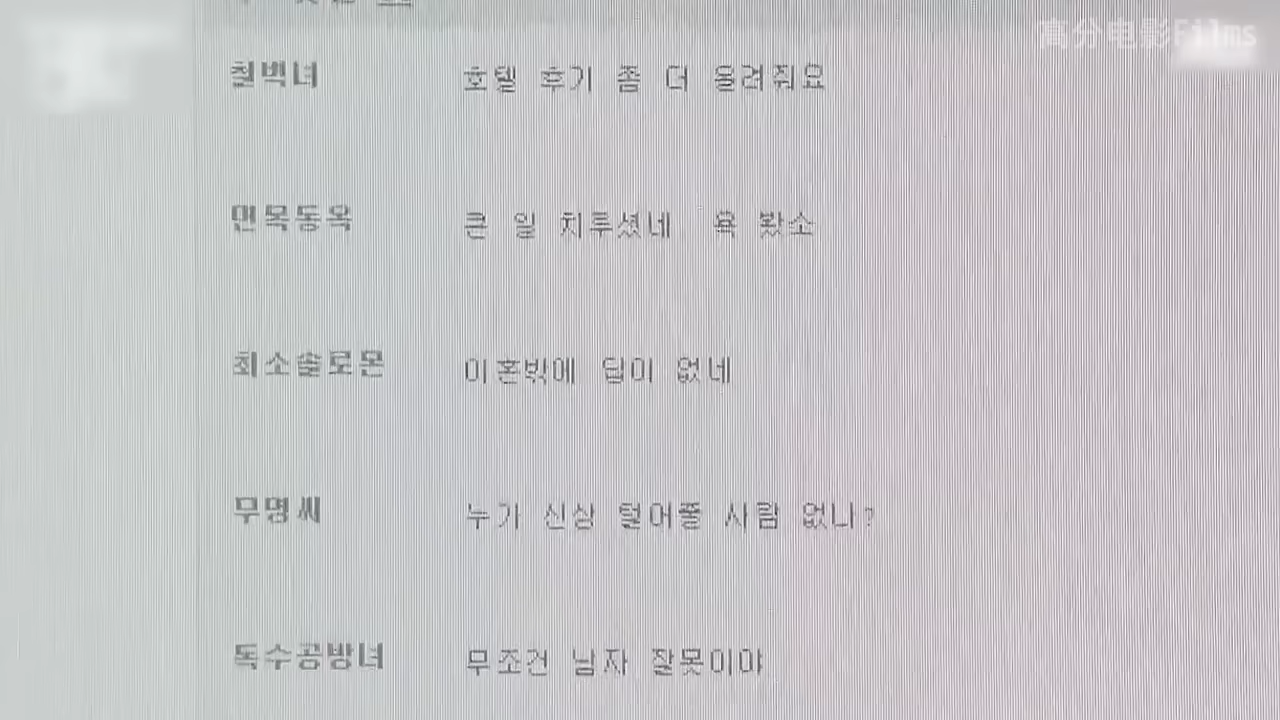 高分电影Films
철벽녀 호텔 후기 좀 더 올려줘요
면목동옥 큰 일 치루셨네 욕 봤소
최소솔로몬 이혼밖에 답이 없네
무명씨 누가 신상 털어줄 사람 없나?
독수공방녀 무조건 남자 잘못이야